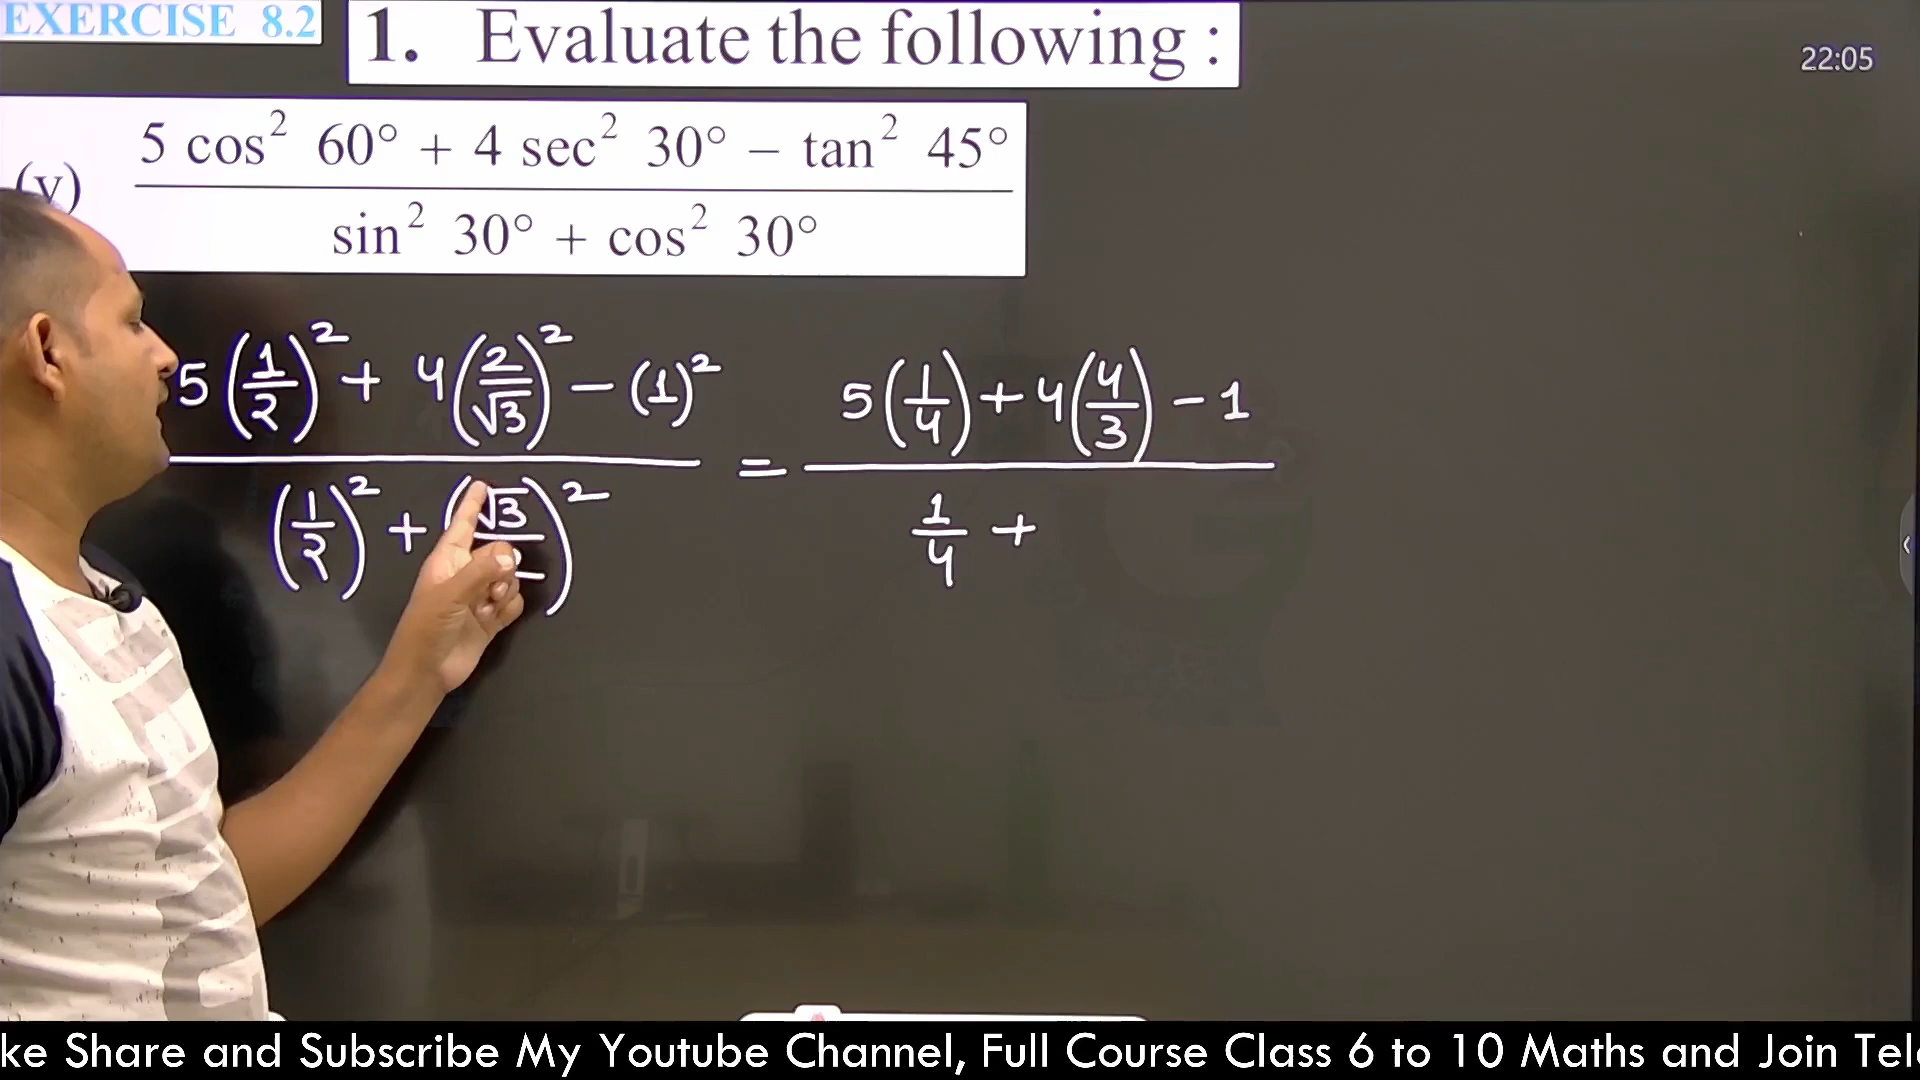 EXERCISE 8.2
1. Evaluate the following :
22:05
(v) (5 cos² 60° + 4 sec² 30° – tan² 45°) / (sin² 30° + cos² 30°)
(5(1/2)² + 4(2/√3)² – (1)²) / ((1/2)² + (√3/2)²) = (5(1/4) + 4(4/3) – 1) / (1/4 +
ke Share and Subscribe My Youtube Channel, Full Course Class 6 to 10 Maths and Join Tel